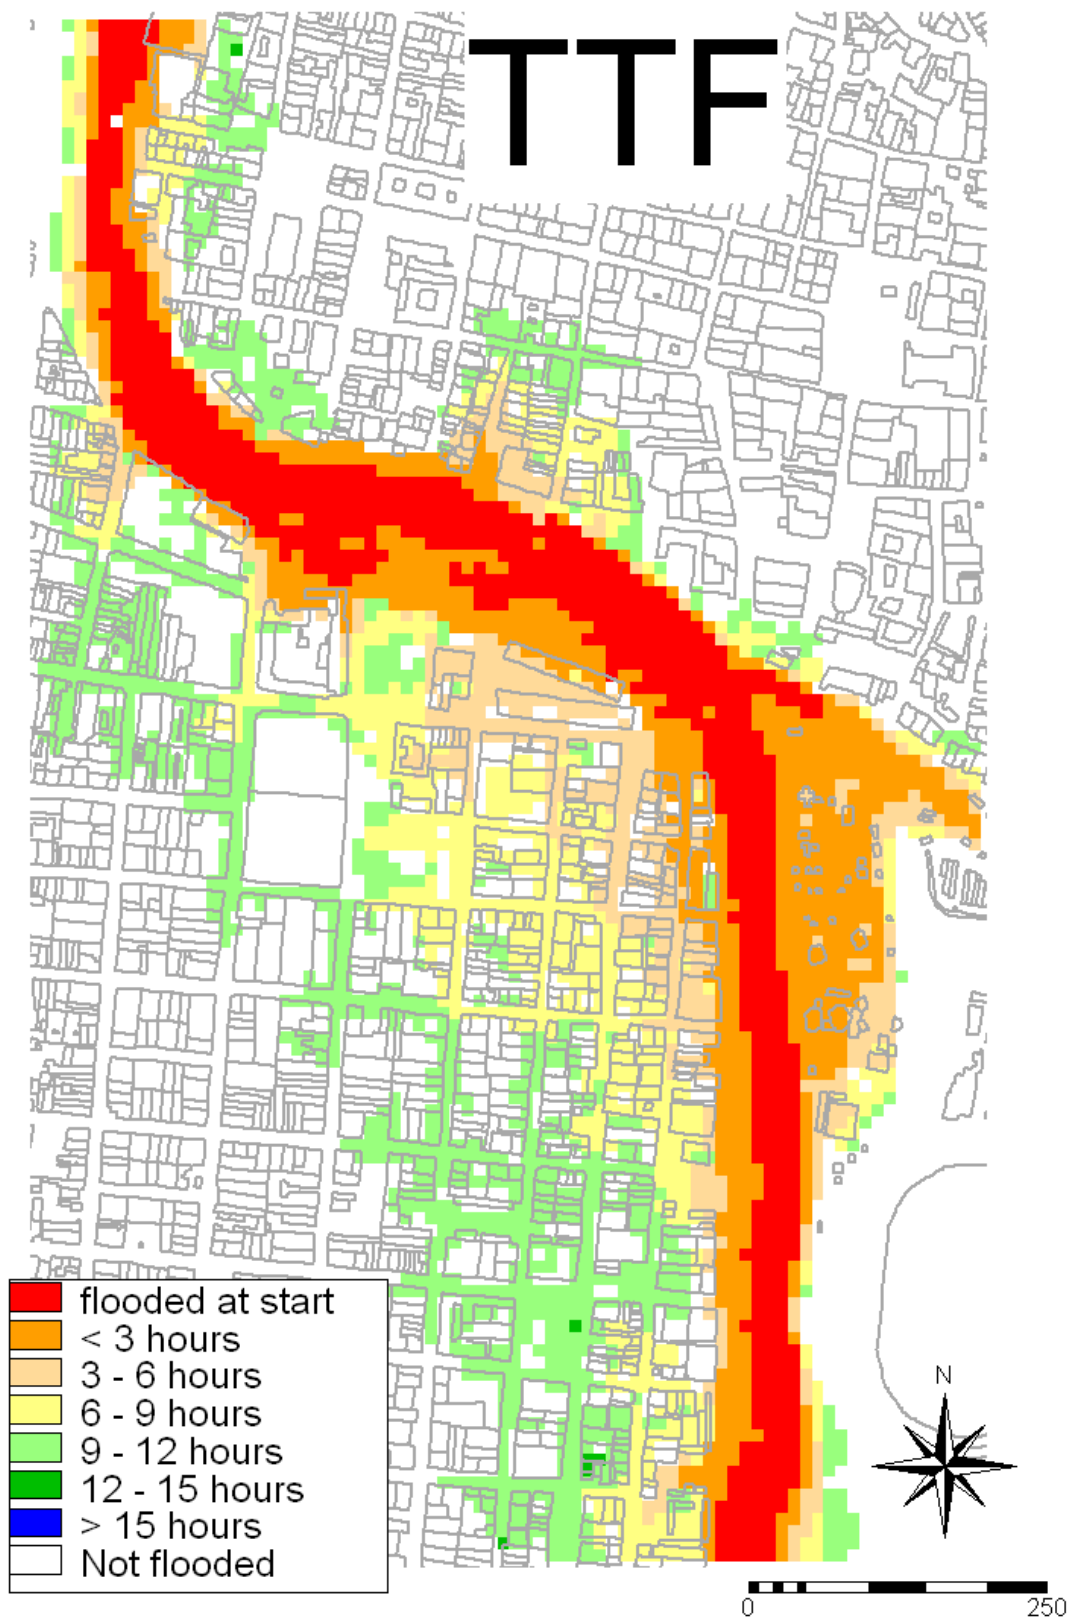 TTF
flooded at start
< 3 hours
3 - 6 hours
6 - 9 hours
9 - 12 hours
12 - 15 hours
> 15 hours
Not flooded
N
0 250